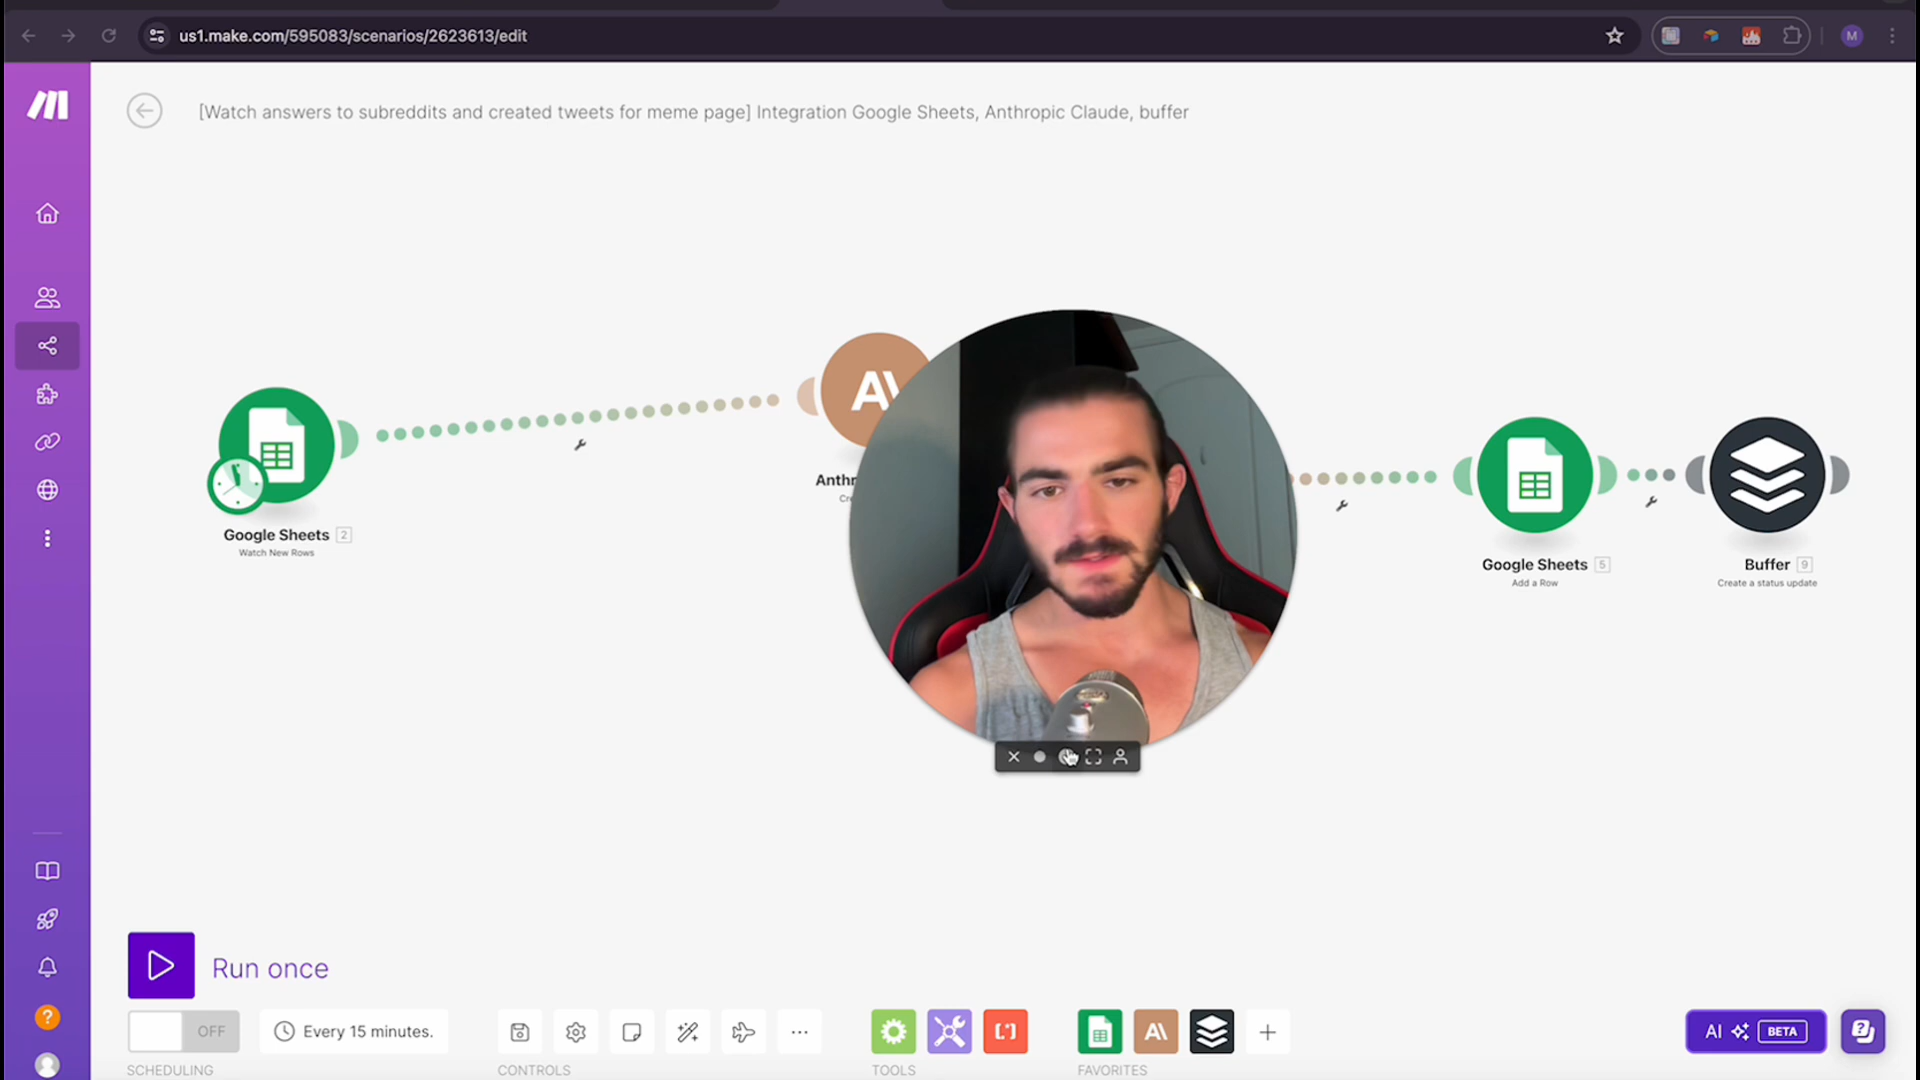 us1.make.com/595083/scenarios/2623613/edit
M
[Watch answers to subreddits and created tweets for meme page] Integration Google Sheets, Anthropic Claude, buffer
Google Sheets 2
Watch New Rows
Google Sheets 5
Add a Row
Buffer 9
Create a status update
Run once
OFF
Every 15 minutes.
AI BETA
SCHEDULING
CONTROLS
TOOLS
FAVORITES